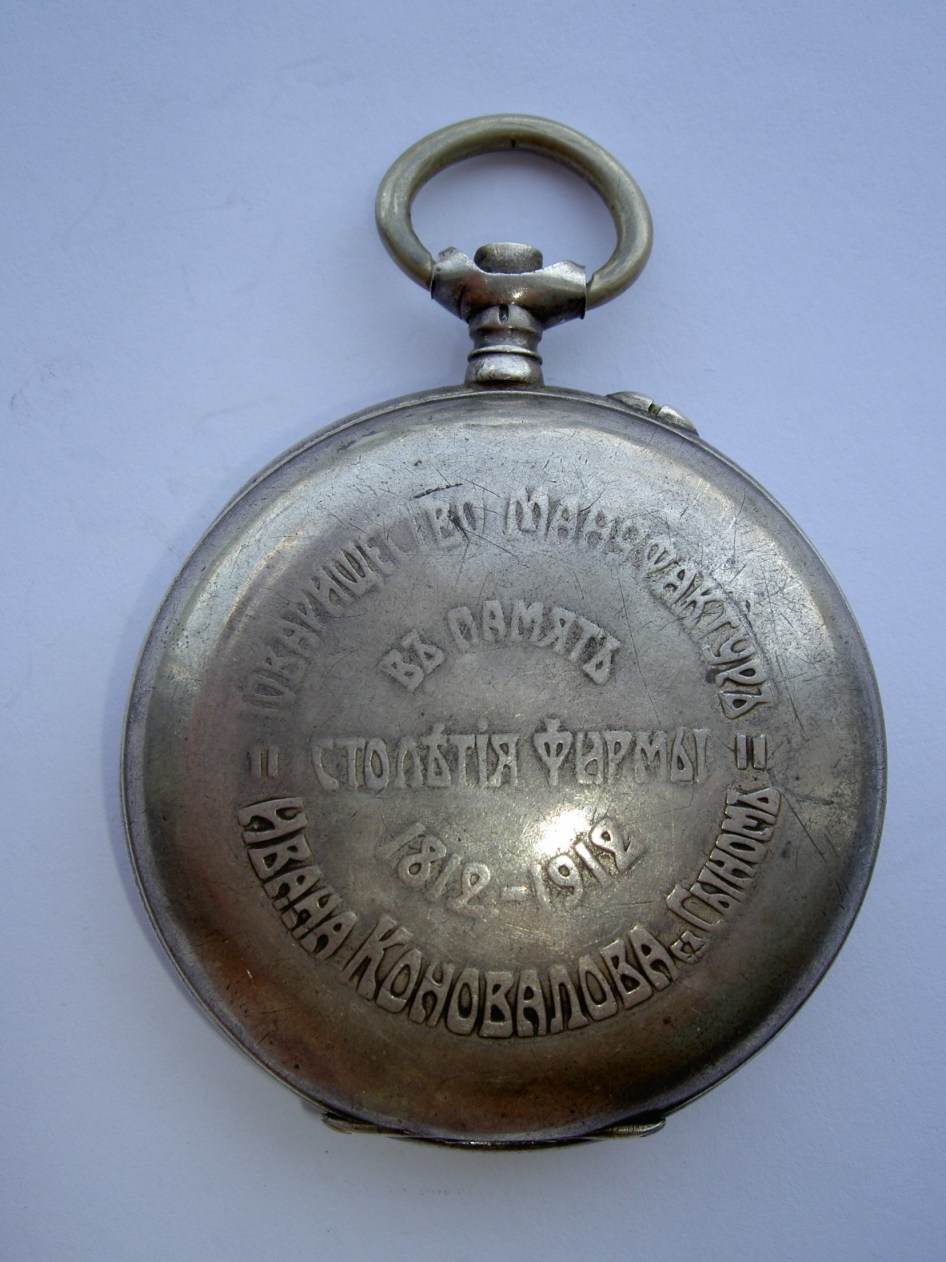 ТОВАРИЩЕСТВО МАНУФАКТУРЪ
ВЪ ПАМЯТЬ
СТОЛѢТІЯ ФИРМЫ
1812-1912
ИВАНА КОНОВАЛОВА СЪ СЫНОМЪ